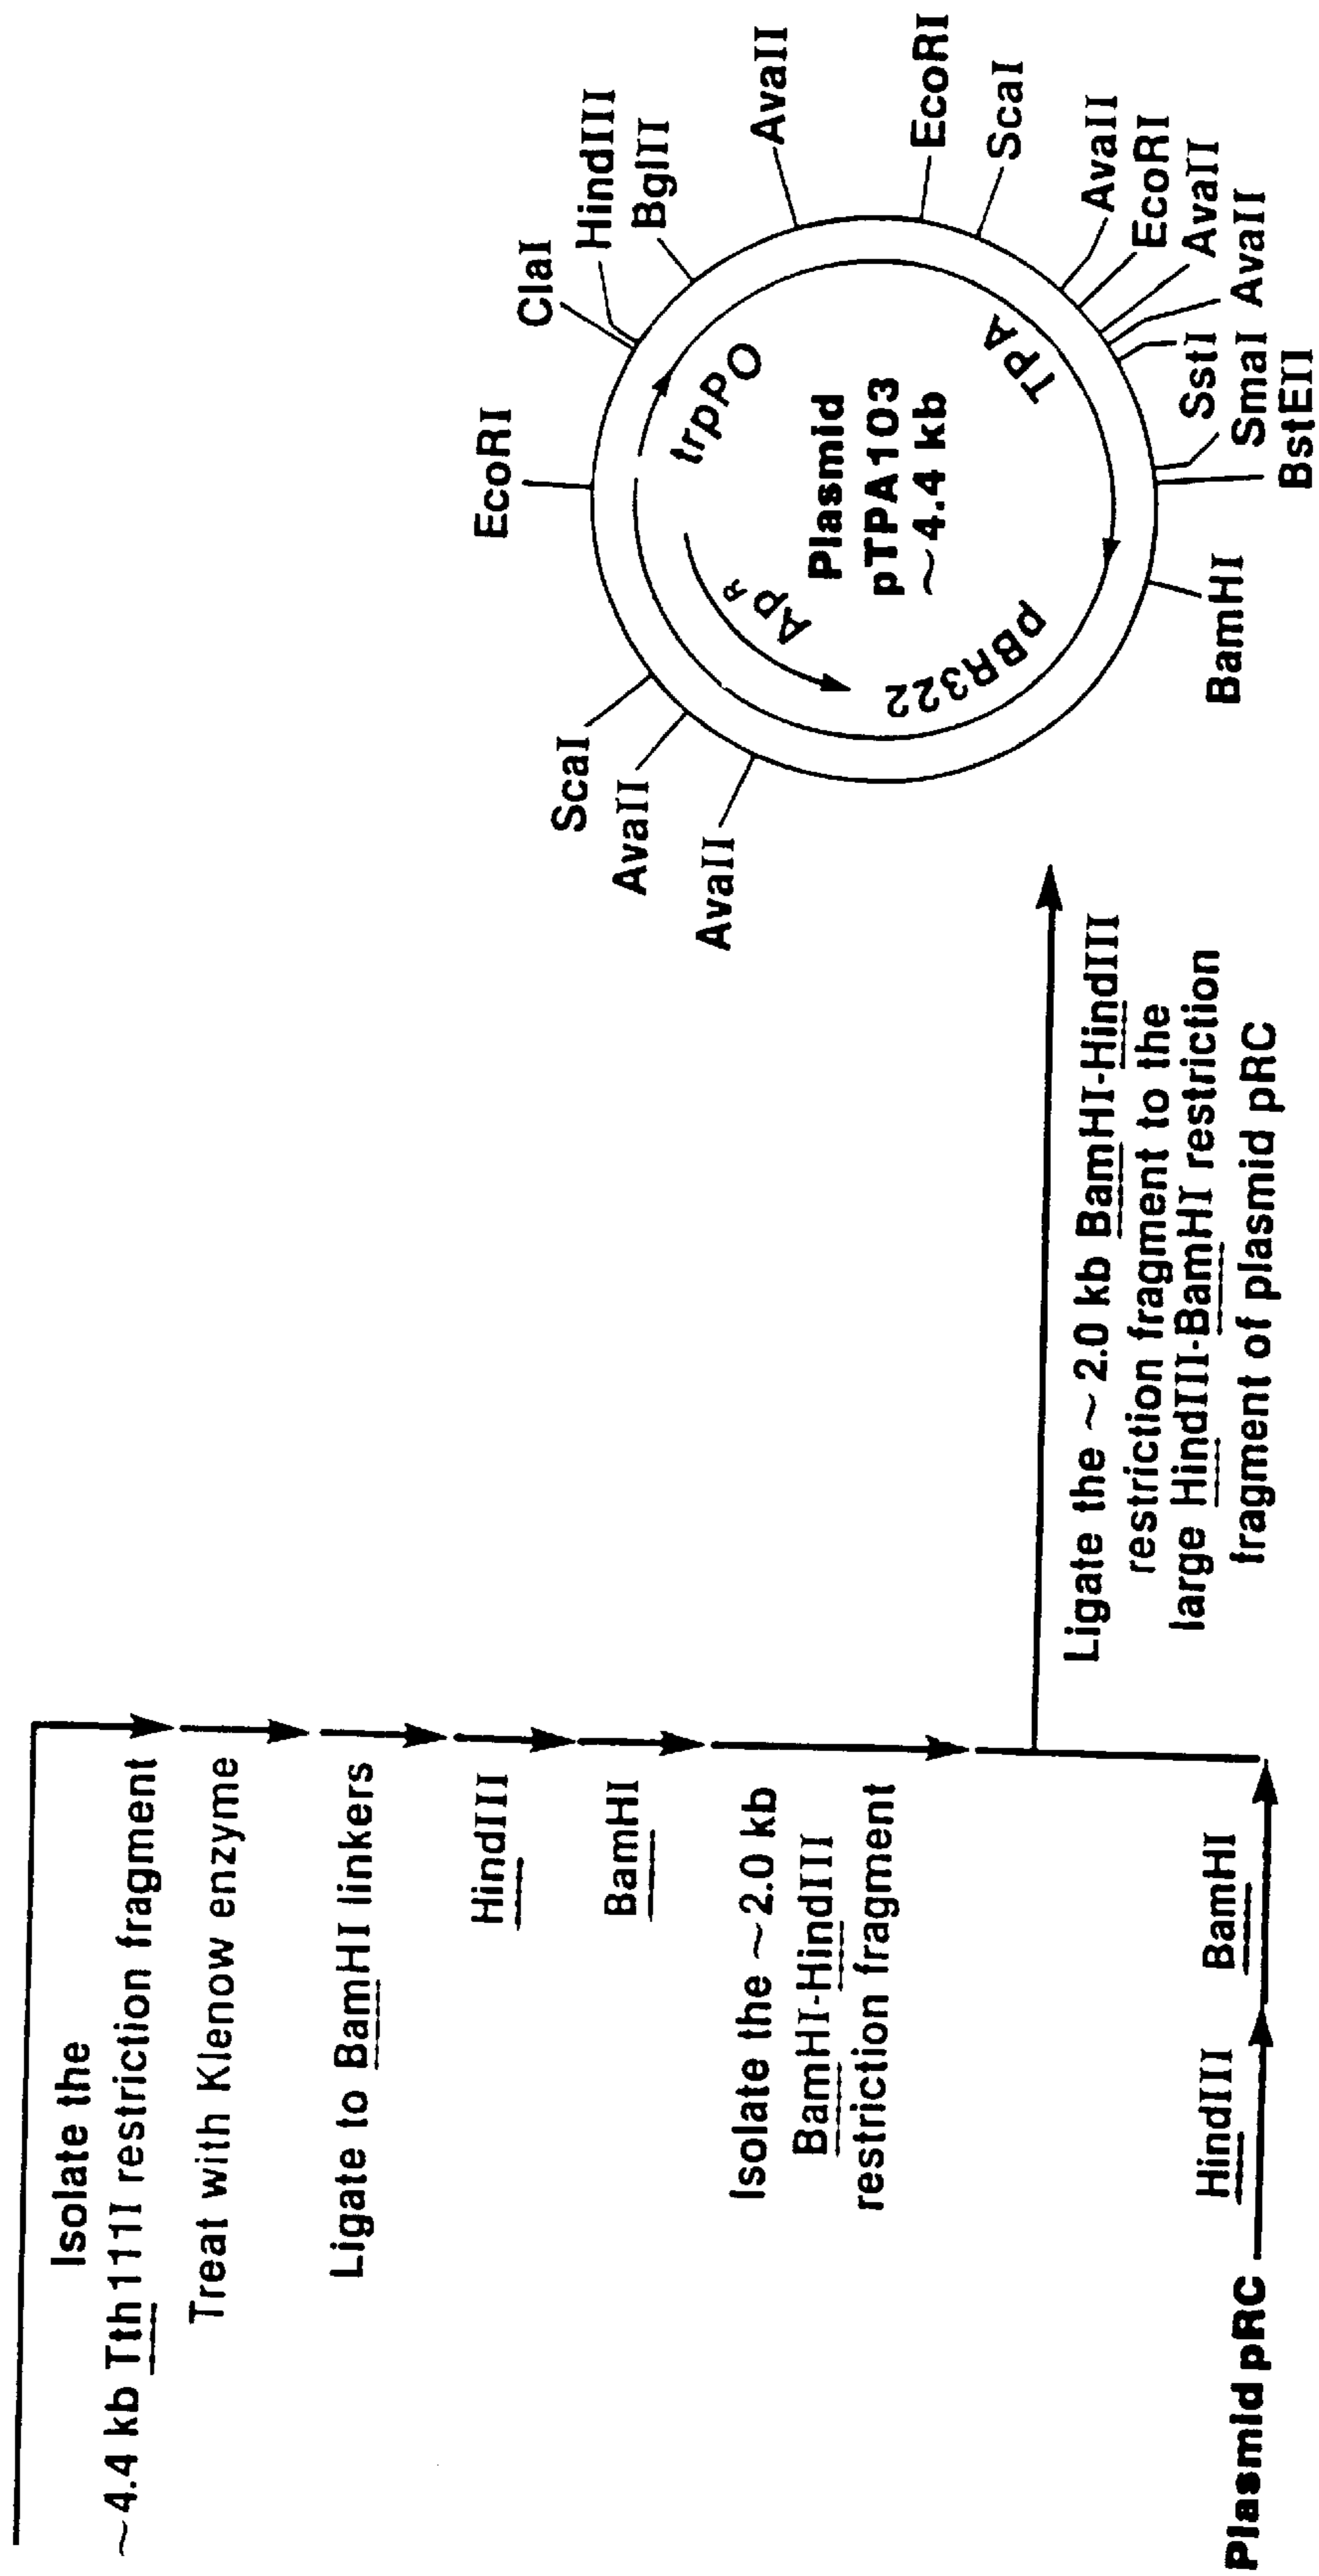 Isolate the
~4.4 kb Tth111I restriction fragment
Treat with Klenow enzyme
Ligate to BamHI linkers
HindIII
BamHI
Isolate the ~2.0 kb
BamHI-HindIII
restriction fragment
Plasmid pRC
HindIII
BamHI
Ligate the ~2.0 kb BamHI-HindIII
restriction fragment to the
large HindIII-BamHI restriction
fragment of plasmid pRC
EcoRI
ClaI
HindIII
BglII
AvaII
EcoRI
ScaI
AvaII
EcoRI
AvaII
AvaII
SstI
SmaI
BstEII
BamHI
AvaII
AvaII
ScaI
trpPO
TPA
pBR322
ApR
Plasmid
pTPA103
~4.4 kb